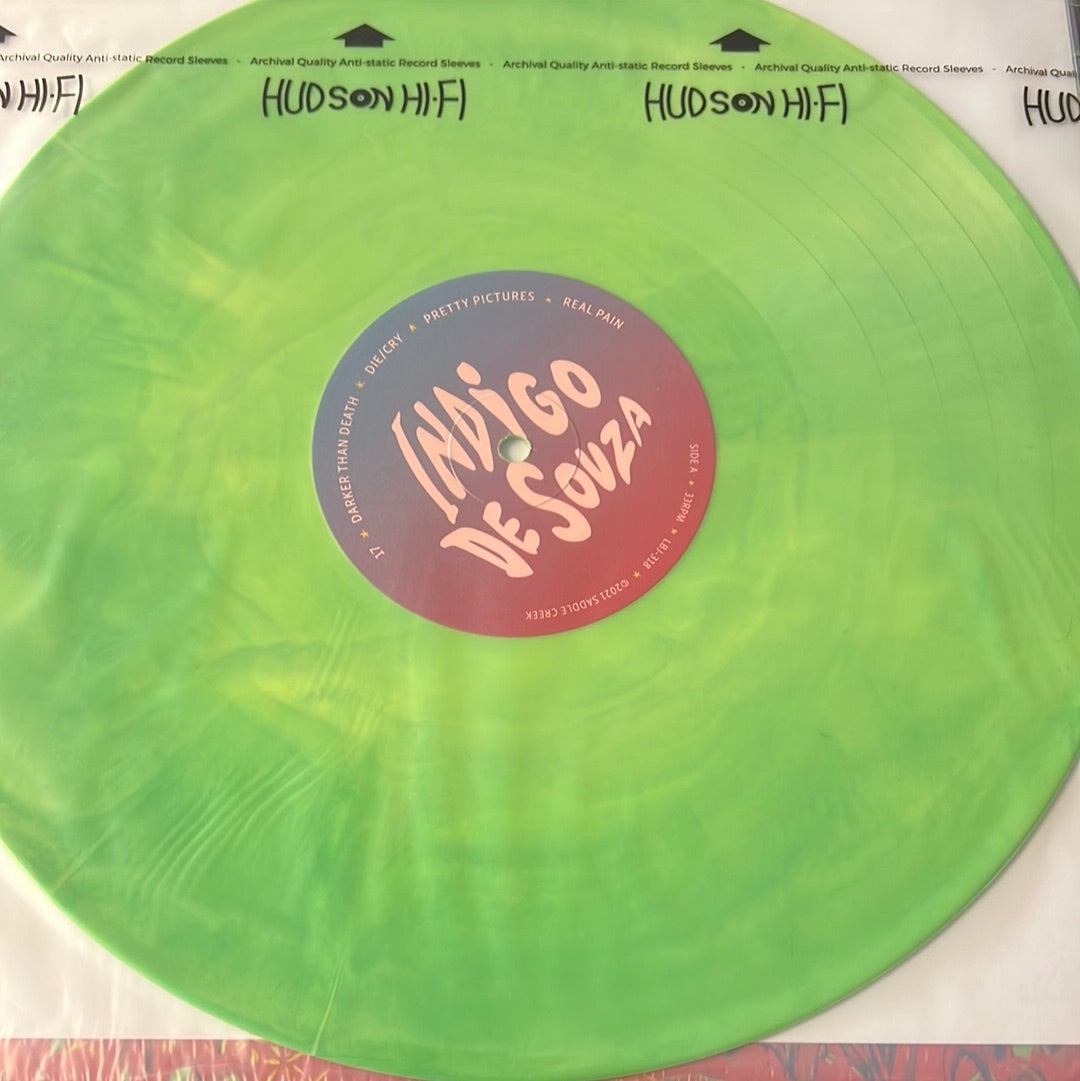 Archival Quality Anti-static Record Sleeves - Archival Quality Anti-static Record Sleeves - Archival Quality Anti-static Record Sleeves - Archival Quality Anti-static Record Sleeves - Archival Qual
N HI-FI HUDSON HI-FI HUDSON HI-FI HUD
17 ★ DARKER THAN DEATH ★ DIE/CRY ★ PRETTY PICTURES ★ REAL PAIN
INDIGO
DE SOUZA
SIDE A ★ 33RPM ★ LBJ-318 ★ ©2021 SADDLE CREEK